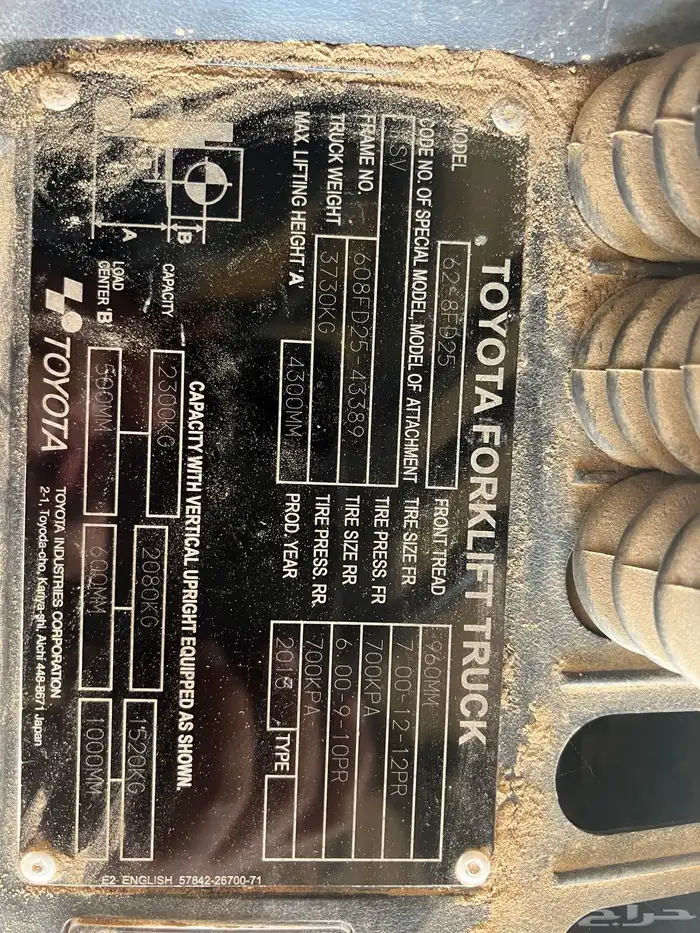 TOYOTA FORKLIFT TRUCK
MODEL 62-8FD25 FRONT TREAD 960MM
CODE NO. OF SPECIAL MODEL, MODEL OF ATTACHMENT TIRE SIZE FR 7.00-12-12PR
FSV TIRE PRESS. FR 700KPA
FRAME NO. 608FD25-43389 TIRE SIZE RR 6.00-9-10PR
TRUCK WEIGHT 3730KG TIRE PRESS. RR 700KPA
MAX. LIFTING HEIGHT 'A' 4300MM PROD. YEAR TYPE
CAPACITY WITH VERTICAL UPRIGHT EQUIPPED AS SHOWN.
A B
CAPACITY 2300KG 2080KG 1520KG
LOAD CENTER 'B' 500MM 600MM 1000MM
TOYOTA
TOYOTA INDUSTRIES CORPORATION
2-1, Toyoda-cho, Kariya-shi, Aichi 448-8671 Japan
E2 ENGLISH 57842-26700-71
حراج